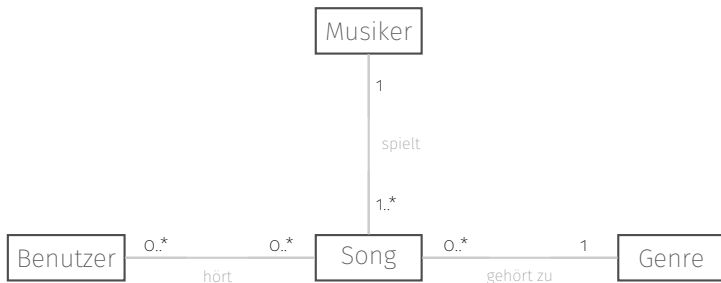 Musiker
1
spielt
1..*
Benutzer
0..*
hört
0..*
Song
0..*
gehört zu
1
Genre